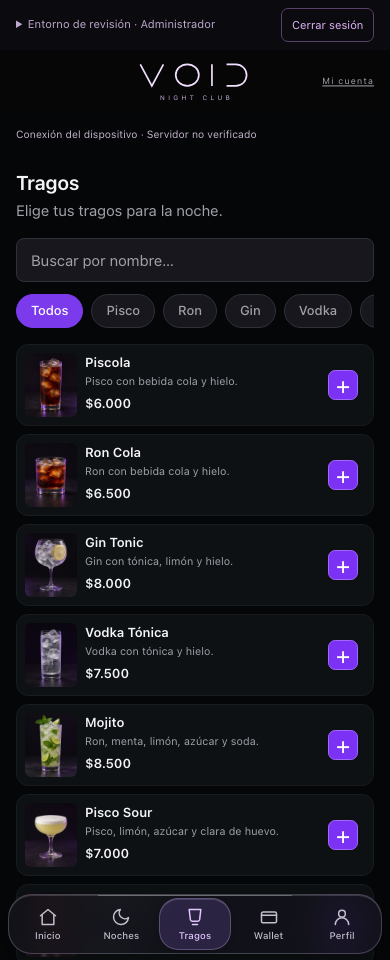 Entorno de revisión · Administrador
Cerrar sesión
VOID
NIGHT CLUB
Mi cuenta
Conexión del dispositivo · Servidor no verificado
Tragos
Elige tus tragos para la noche.
Buscar por nombre...
Todos
Pisco
Ron
Gin
Vodka
Piscola
Pisco con bebida cola y hielo.
$6.000
Ron Cola
Ron con bebida cola y hielo.
$6.500
Gin Tonic
Gin con tónica, limón y hielo.
$8.000
Vodka Tónica
Vodka con tónica y hielo.
$7.500
Mojito
Ron, menta, limón, azúcar y soda.
$8.500
Pisco Sour
Pisco, limón, azúcar y clara de huevo.
$7.000
Inicio
Noches
Tragos
Wallet
Perfil